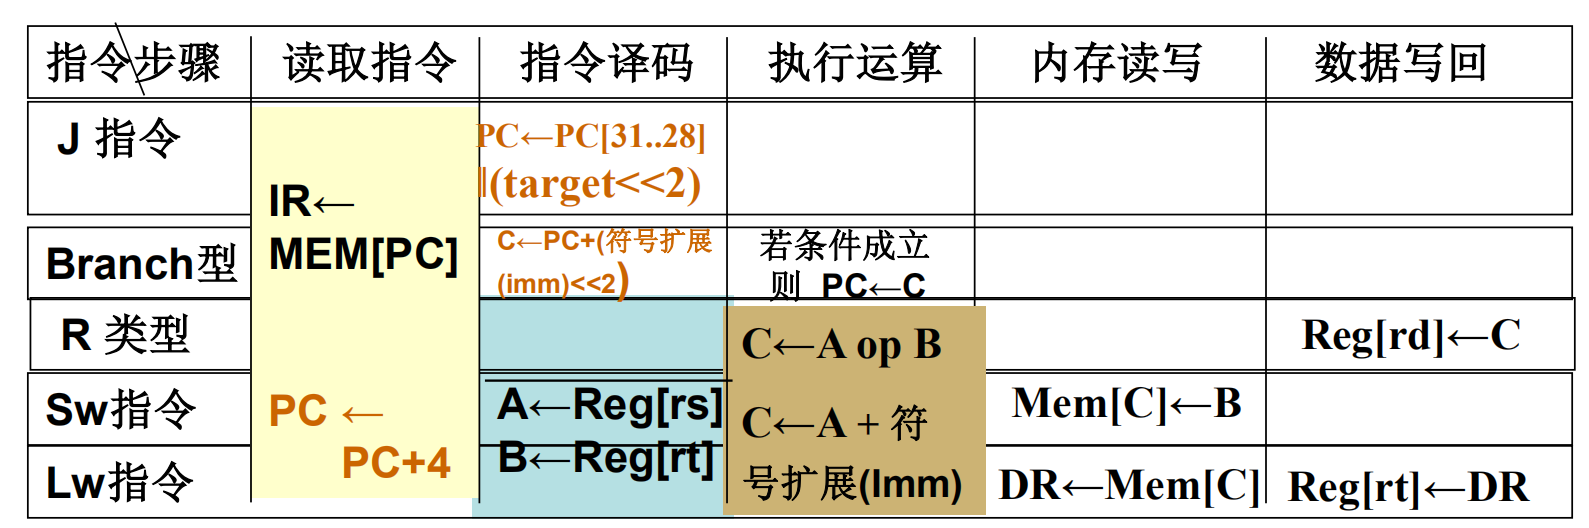 指令步骤 读取指令 指令译码 执行运算 内存读写 数据写回
J 指令
PC←PC[31..28]
||(target<<2)
IR←
MEM[PC]
Branch型
C←PC+(符号扩展
(imm)<<2)
若条件成立
则 PC←C
R 类型
C←A op B
Reg[rd]←C
Sw指令
PC ←
PC+4
A←Reg[rs]
B←Reg[rt]
C←A + 符
号扩展(Imm)
Mem[C]←B
Lw指令
DR←Mem[C]
Reg[rt]←DR